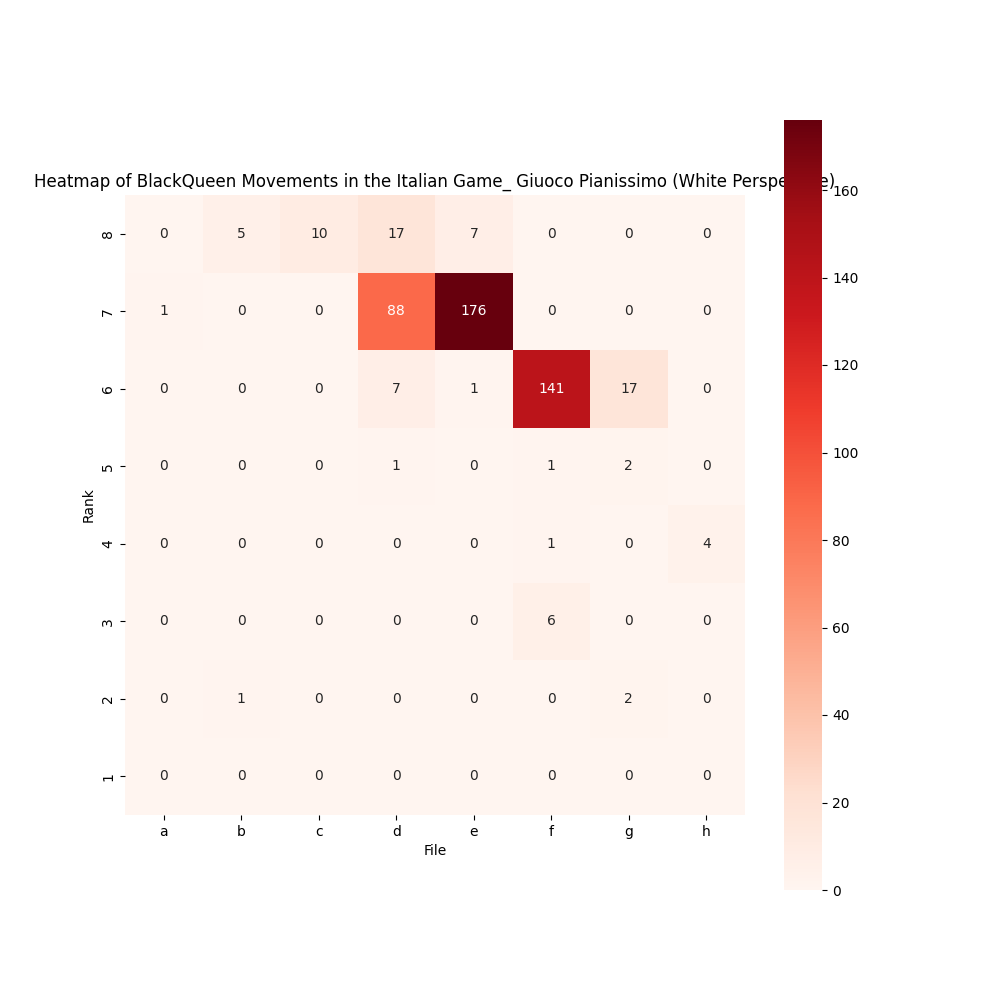 Heatmap of BlackQueen Movements in the Italian Game_ Giuoco Pianissimo (White Perspe e)
160
8 0 5 10 17 7 0 0 0
140
7 1 0 0 88 176 0 0 0
120
6 0 0 0 7 1 141 17 0
100
5 0 0 0 1 0 1 2 0
Rank
80
4 0 0 0 0 0 1 0 4
60
3 0 0 0 0 0 6 0 0
40
2 0 1 0 0 0 0 2 0
20
1 0 0 0 0 0 0 0 0
a b c d e f g h
File
0